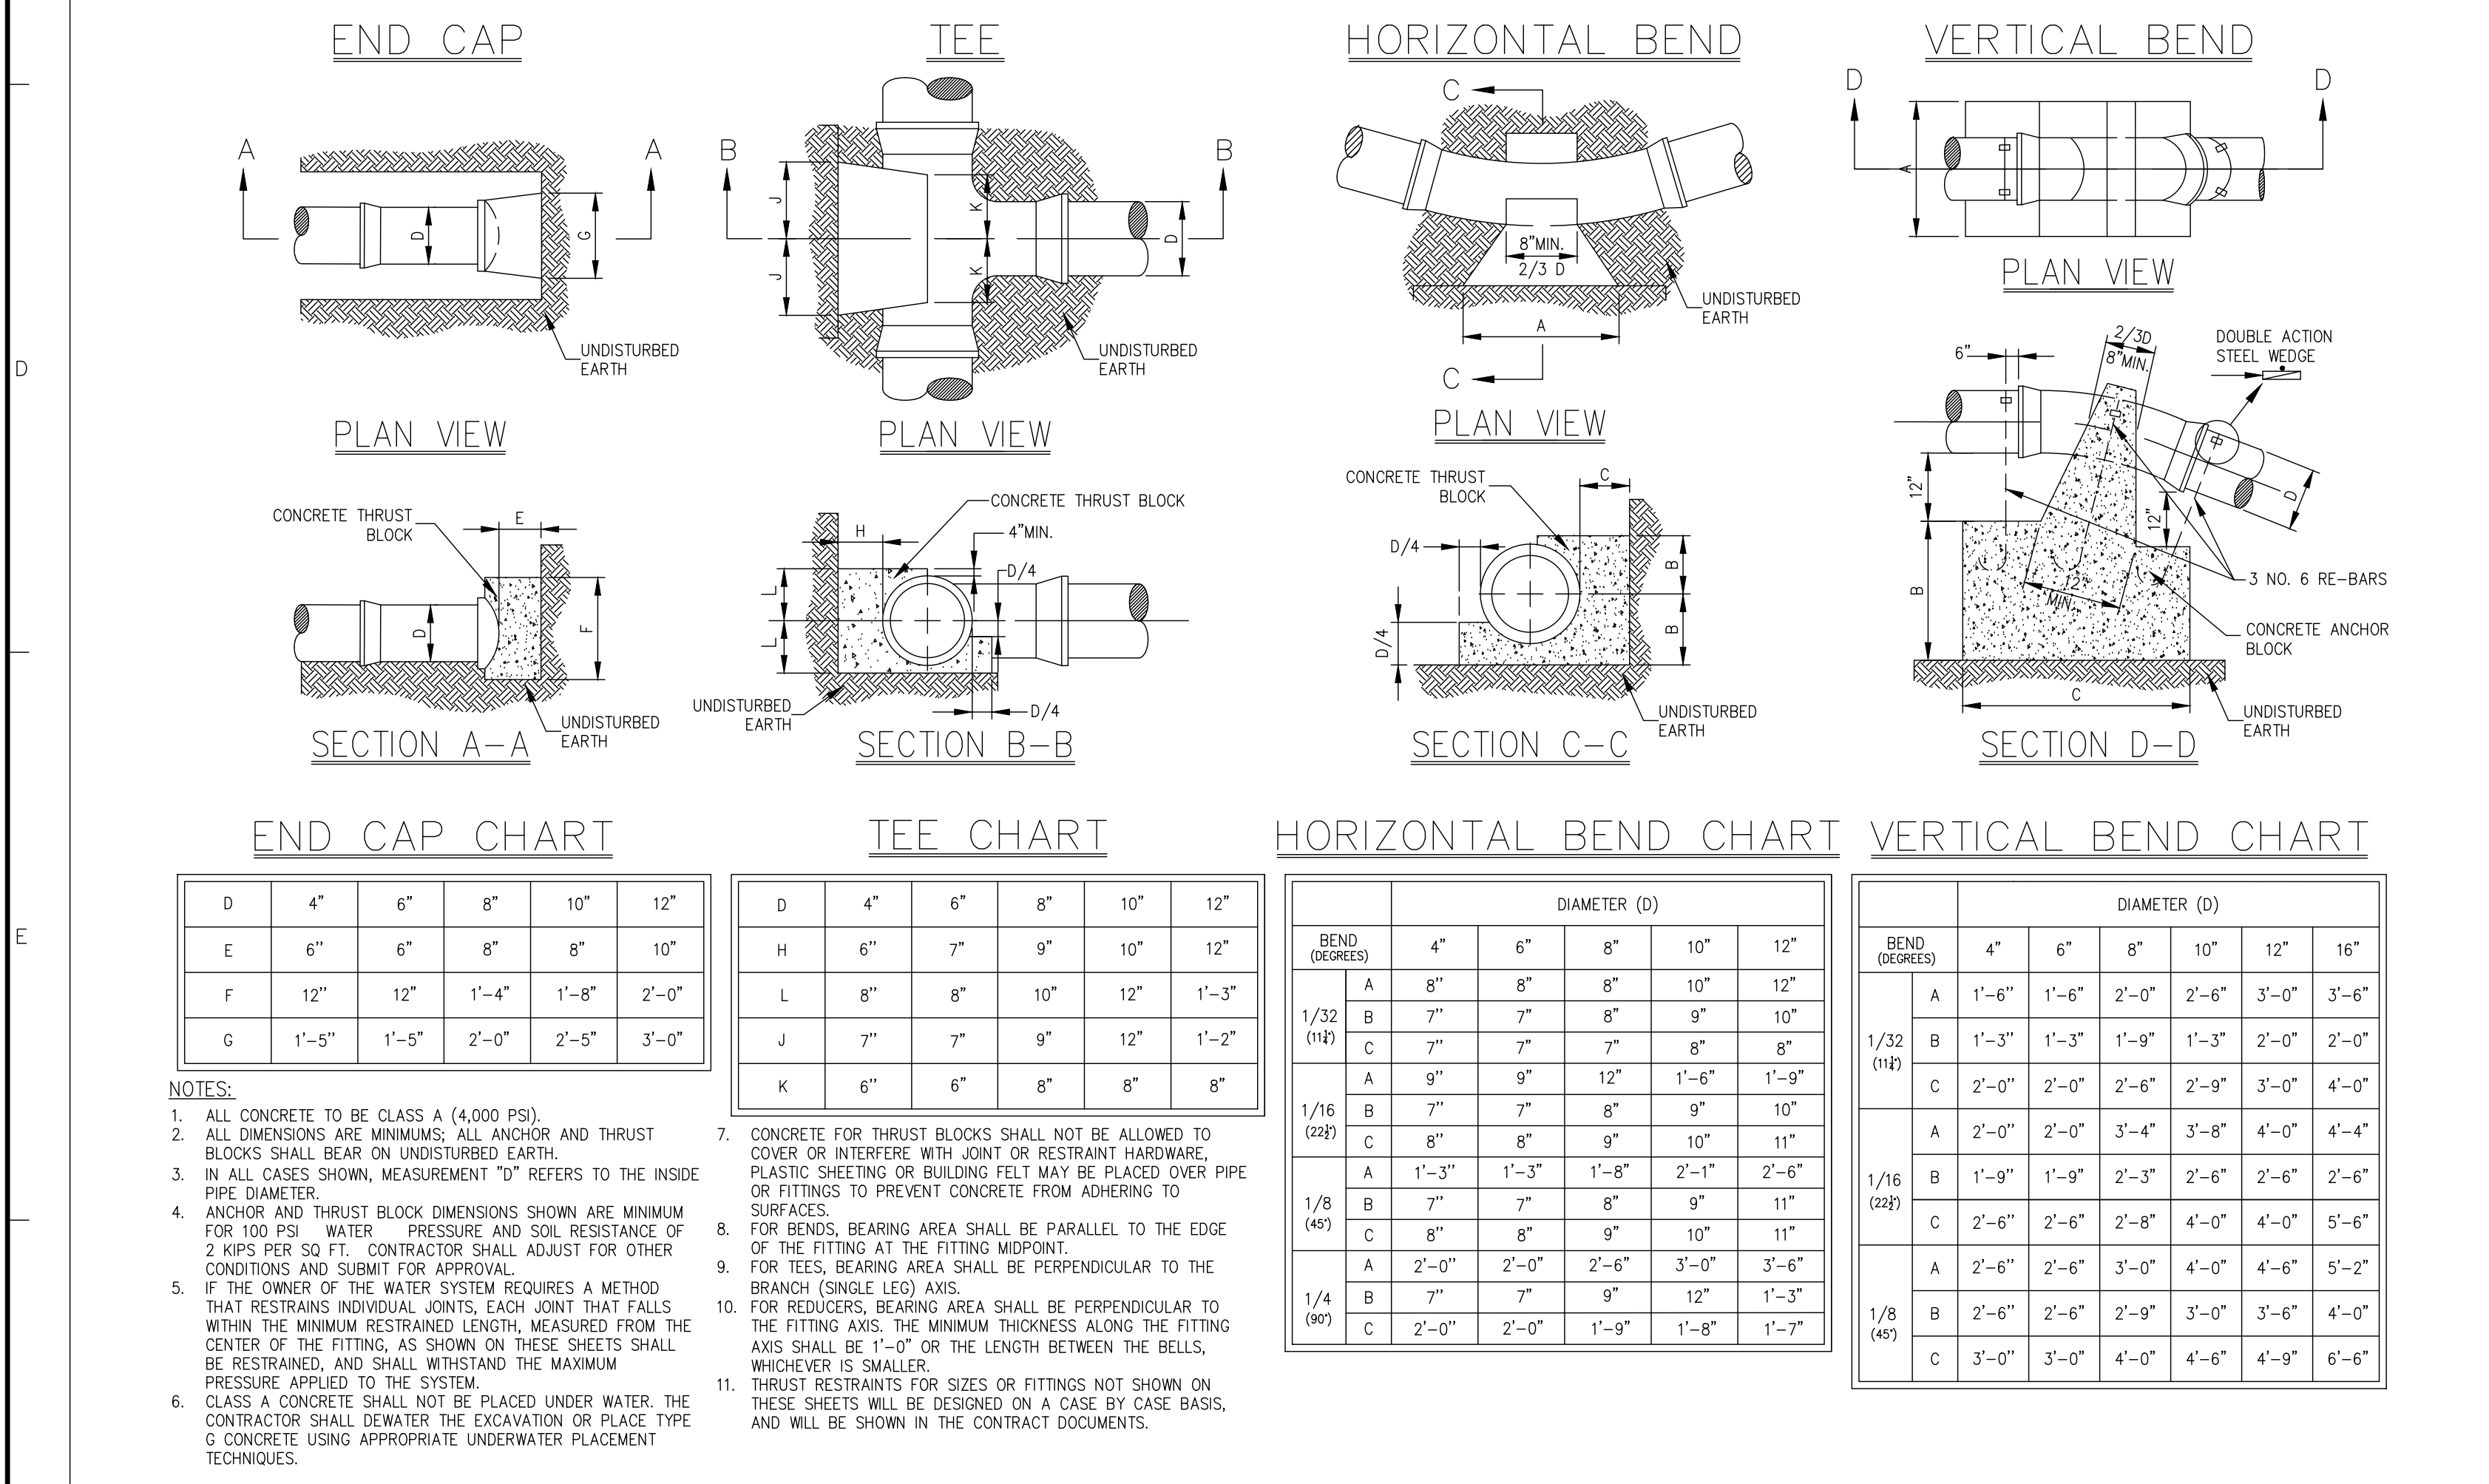 END CAP
TEE
HORIZONTAL BEND
VERTICAL BEND
A
A
G
D
UNDISTURBED
EARTH
PLAN VIEW
B
B
J
J
K
K
D
UNDISTURBED
EARTH
PLAN VIEW
C
8"MIN.
2/3 D
A
UNDISTURBED
EARTH
C
PLAN VIEW
D
D
A
PLAN VIEW
D
E
CONCRETE THRUST
BLOCK
E
F
D
UNDISTURBED
EARTH
SECTION A-A
CONCRETE THRUST BLOCK
H
4"MIN.
D/4
L
L
UNDISTURBED
EARTH
D/4
SECTION B-B
CONCRETE THRUST
BLOCK
C
D/4
B
B
D/4
UNDISTURBED
EARTH
SECTION C-C
6"
2/3D
8"MIN.
DOUBLE ACTION
STEEL WEDGE
12"
D
12"
B
12"
MIN.
3 NO. 6 RE-BARS
CONCRETE ANCHOR
BLOCK
C
UNDISTURBED
EARTH
SECTION D-D
END CAP CHART
D 4" 6" 8" 10" 12"
E 6'' 6" 8" 8" 10"
F 12'' 12" 1'-4" 1'-8" 2'-0"
G 1'-5'' 1'-5" 2'-0" 2'-5" 3'-0"
TEE CHART
D 4" 6" 8" 10" 12"
H 6'' 7" 9" 10" 12"
L 8'' 8" 10" 12" 1'-3"
J 7'' 7" 9" 12" 1'-2"
K 6'' 6" 8" 8" 8"
HORIZONTAL BEND CHART
DIAMETER (D)
BEND
(DEGREES)
4" 6" 8" 10" 12"
1/32
(11¼°)
A 8'' 8" 8" 10" 12"
B 7'' 7" 8" 9" 10"
C 7'' 7" 7" 8" 8"
1/16
(22½°)
A 9'' 9" 12" 1'-6" 1'-9"
B 7'' 7" 8" 9" 10"
C 8'' 8" 9" 10" 11"
1/8
(45°)
A 1'-3'' 1'-3" 1'-8" 2'-1" 2'-6"
B 7'' 7" 8" 9" 11"
C 8'' 8" 9" 10" 11"
1/4
(90°)
A 2'-0'' 2'-0" 2'-6" 3'-0" 3'-6"
B 7'' 7" 9" 12" 1'-3"
C 2'-0'' 2'-0" 1'-9" 1'-8" 1'-7"
VERTICAL BEND CHART
DIAMETER (D)
BEND
(DEGREES)
4" 6" 8" 10" 12" 16"
1/32
(11¼°)
A 1'-6'' 1'-6" 2'-0" 2'-6" 3'-0" 3'-6"
B 1'-3'' 1'-3" 1'-9" 1'-3" 2'-0" 2'-0"
C 2'-0'' 2'-0" 2'-6" 2'-9" 3'-0" 4'-0"
1/16
(22½°)
A 2'-0'' 2'-0" 3'-4" 3'-8" 4'-0" 4'-4"
B 1'-9'' 1'-9" 2'-3" 2'-6" 2'-6" 2'-6"
C 2'-6'' 2'-6" 2'-8" 4'-0" 4'-0" 5'-6"
1/8
(45°)
A 2'-6'' 2'-6" 3'-0" 4'-0" 4'-6" 5'-2"
B 2'-6'' 2'-6" 2'-9" 3'-0" 3'-6" 4'-0"
C 3'-0'' 3'-0" 4'-0" 4'-6" 4'-9" 6'-6"
NOTES:
1. ALL CONCRETE TO BE CLASS A (4,000 PSI).
2. ALL DIMENSIONS ARE MINIMUMS; ALL ANCHOR AND THRUST
BLOCKS SHALL BEAR ON UNDISTURBED EARTH.
3. IN ALL CASES SHOWN, MEASUREMENT "D" REFERS TO THE INSIDE
PIPE DIAMETER.
4. ANCHOR AND THRUST BLOCK DIMENSIONS SHOWN ARE MINIMUM
FOR 100 PSI WATER PRESSURE AND SOIL RESISTANCE OF
2 KIPS PER SQ FT. CONTRACTOR SHALL ADJUST FOR OTHER
CONDITIONS AND SUBMIT FOR APPROVAL.
5. IF THE OWNER OF THE WATER SYSTEM REQUIRES A METHOD
THAT RESTRAINS INDIVIDUAL JOINTS, EACH JOINT THAT FALLS
WITHIN THE MINIMUM RESTRAINED LENGTH, MEASURED FROM THE
CENTER OF THE FITTING, AS SHOWN ON THESE SHEETS SHALL
BE RESTRAINED, AND SHALL WITHSTAND THE MAXIMUM
PRESSURE APPLIED TO THE SYSTEM.
6. CLASS A CONCRETE SHALL NOT BE PLACED UNDER WATER. THE
CONTRACTOR SHALL DEWATER THE EXCAVATION OR PLACE TYPE
G CONCRETE USING APPROPRIATE UNDERWATER PLACEMENT
TECHNIQUES.
7. CONCRETE FOR THRUST BLOCKS SHALL NOT BE ALLOWED TO
COVER OR INTERFERE WITH JOINT OR RESTRAINT HARDWARE,
PLASTIC SHEETING OR BUILDING FELT MAY BE PLACED OVER PIPE
OR FITTINGS TO PREVENT CONCRETE FROM ADHERING TO
SURFACES.
8. FOR BENDS, BEARING AREA SHALL BE PARALLEL TO THE EDGE
OF THE FITTING AT THE FITTING MIDPOINT.
9. FOR TEES, BEARING AREA SHALL BE PERPENDICULAR TO THE
BRANCH (SINGLE LEG) AXIS.
10. FOR REDUCERS, BEARING AREA SHALL BE PERPENDICULAR TO
THE FITTING AXIS. THE MINIMUM THICKNESS ALONG THE FITTING
AXIS SHALL BE 1'-0" OR THE LENGTH BETWEEN THE BELLS,
WHICHEVER IS SMALLER.
11. THRUST RESTRAINTS FOR SIZES OR FITTINGS NOT SHOWN ON
THESE SHEETS WILL BE DESIGNED ON A CASE BY CASE BASIS,
AND WILL BE SHOWN IN THE CONTRACT DOCUMENTS.